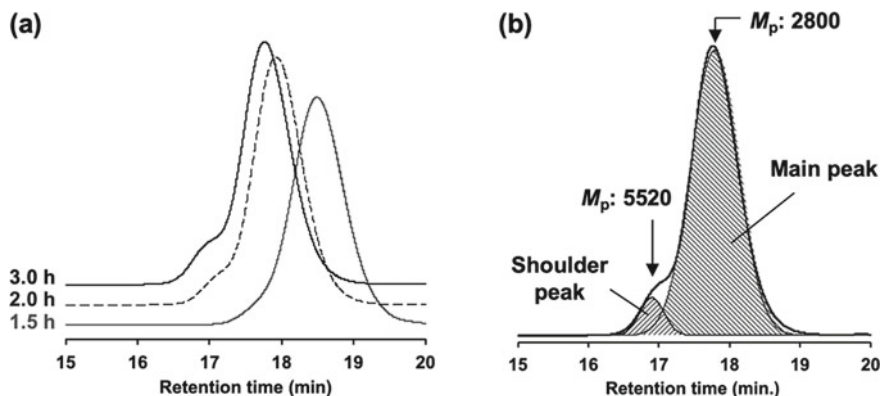 (a)
3.0 h
2.0 h
1.5 h
15 16 17 18 19 20
Retention time (min)
(b)
Mp: 2800
Mp: 5520
Main peak
Shoulder
peak
15 16 17 18 19 20
Retention time (min.)